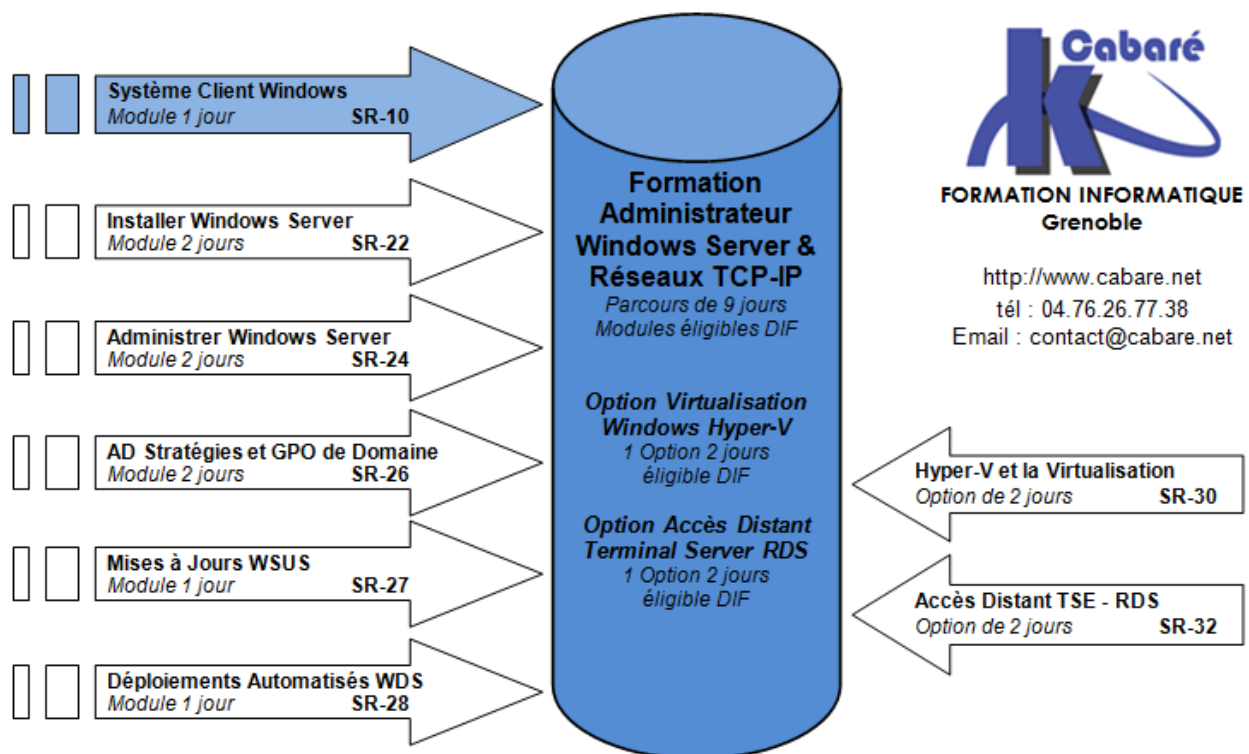 Système Client Windows
Module 1 jour SR-10
Installer Windows Server
Module 2 jours SR-22
Administrer Windows Server
Module 2 jours SR-24
AD Stratégies et GPO de Domaine
Module 2 jours SR-26
Mises à Jours WSUS
Module 1 jour SR-27
Déploiements Automatisés WDS
Module 1 jour SR-28
Formation
Administrateur
Windows Server &
Réseaux TCP-IP
Parcours de 9 jours
Modules éligibles DIF
Option Virtualisation
Windows Hyper-V
1 Option 2 jours
éligible DIF
Option Accès Distant
Terminal Server RDS
1 Option 2 jours
éligible DIF
Cabaré
FORMATION INFORMATIQUE
Grenoble
http://www.cabare.net
tél : 04.76.26.77.38
Email : contact@cabare.net
Hyper-V et la Virtualisation
Option de 2 jours SR-30
Accès Distant TSE - RDS
Option de 2 jours SR-32